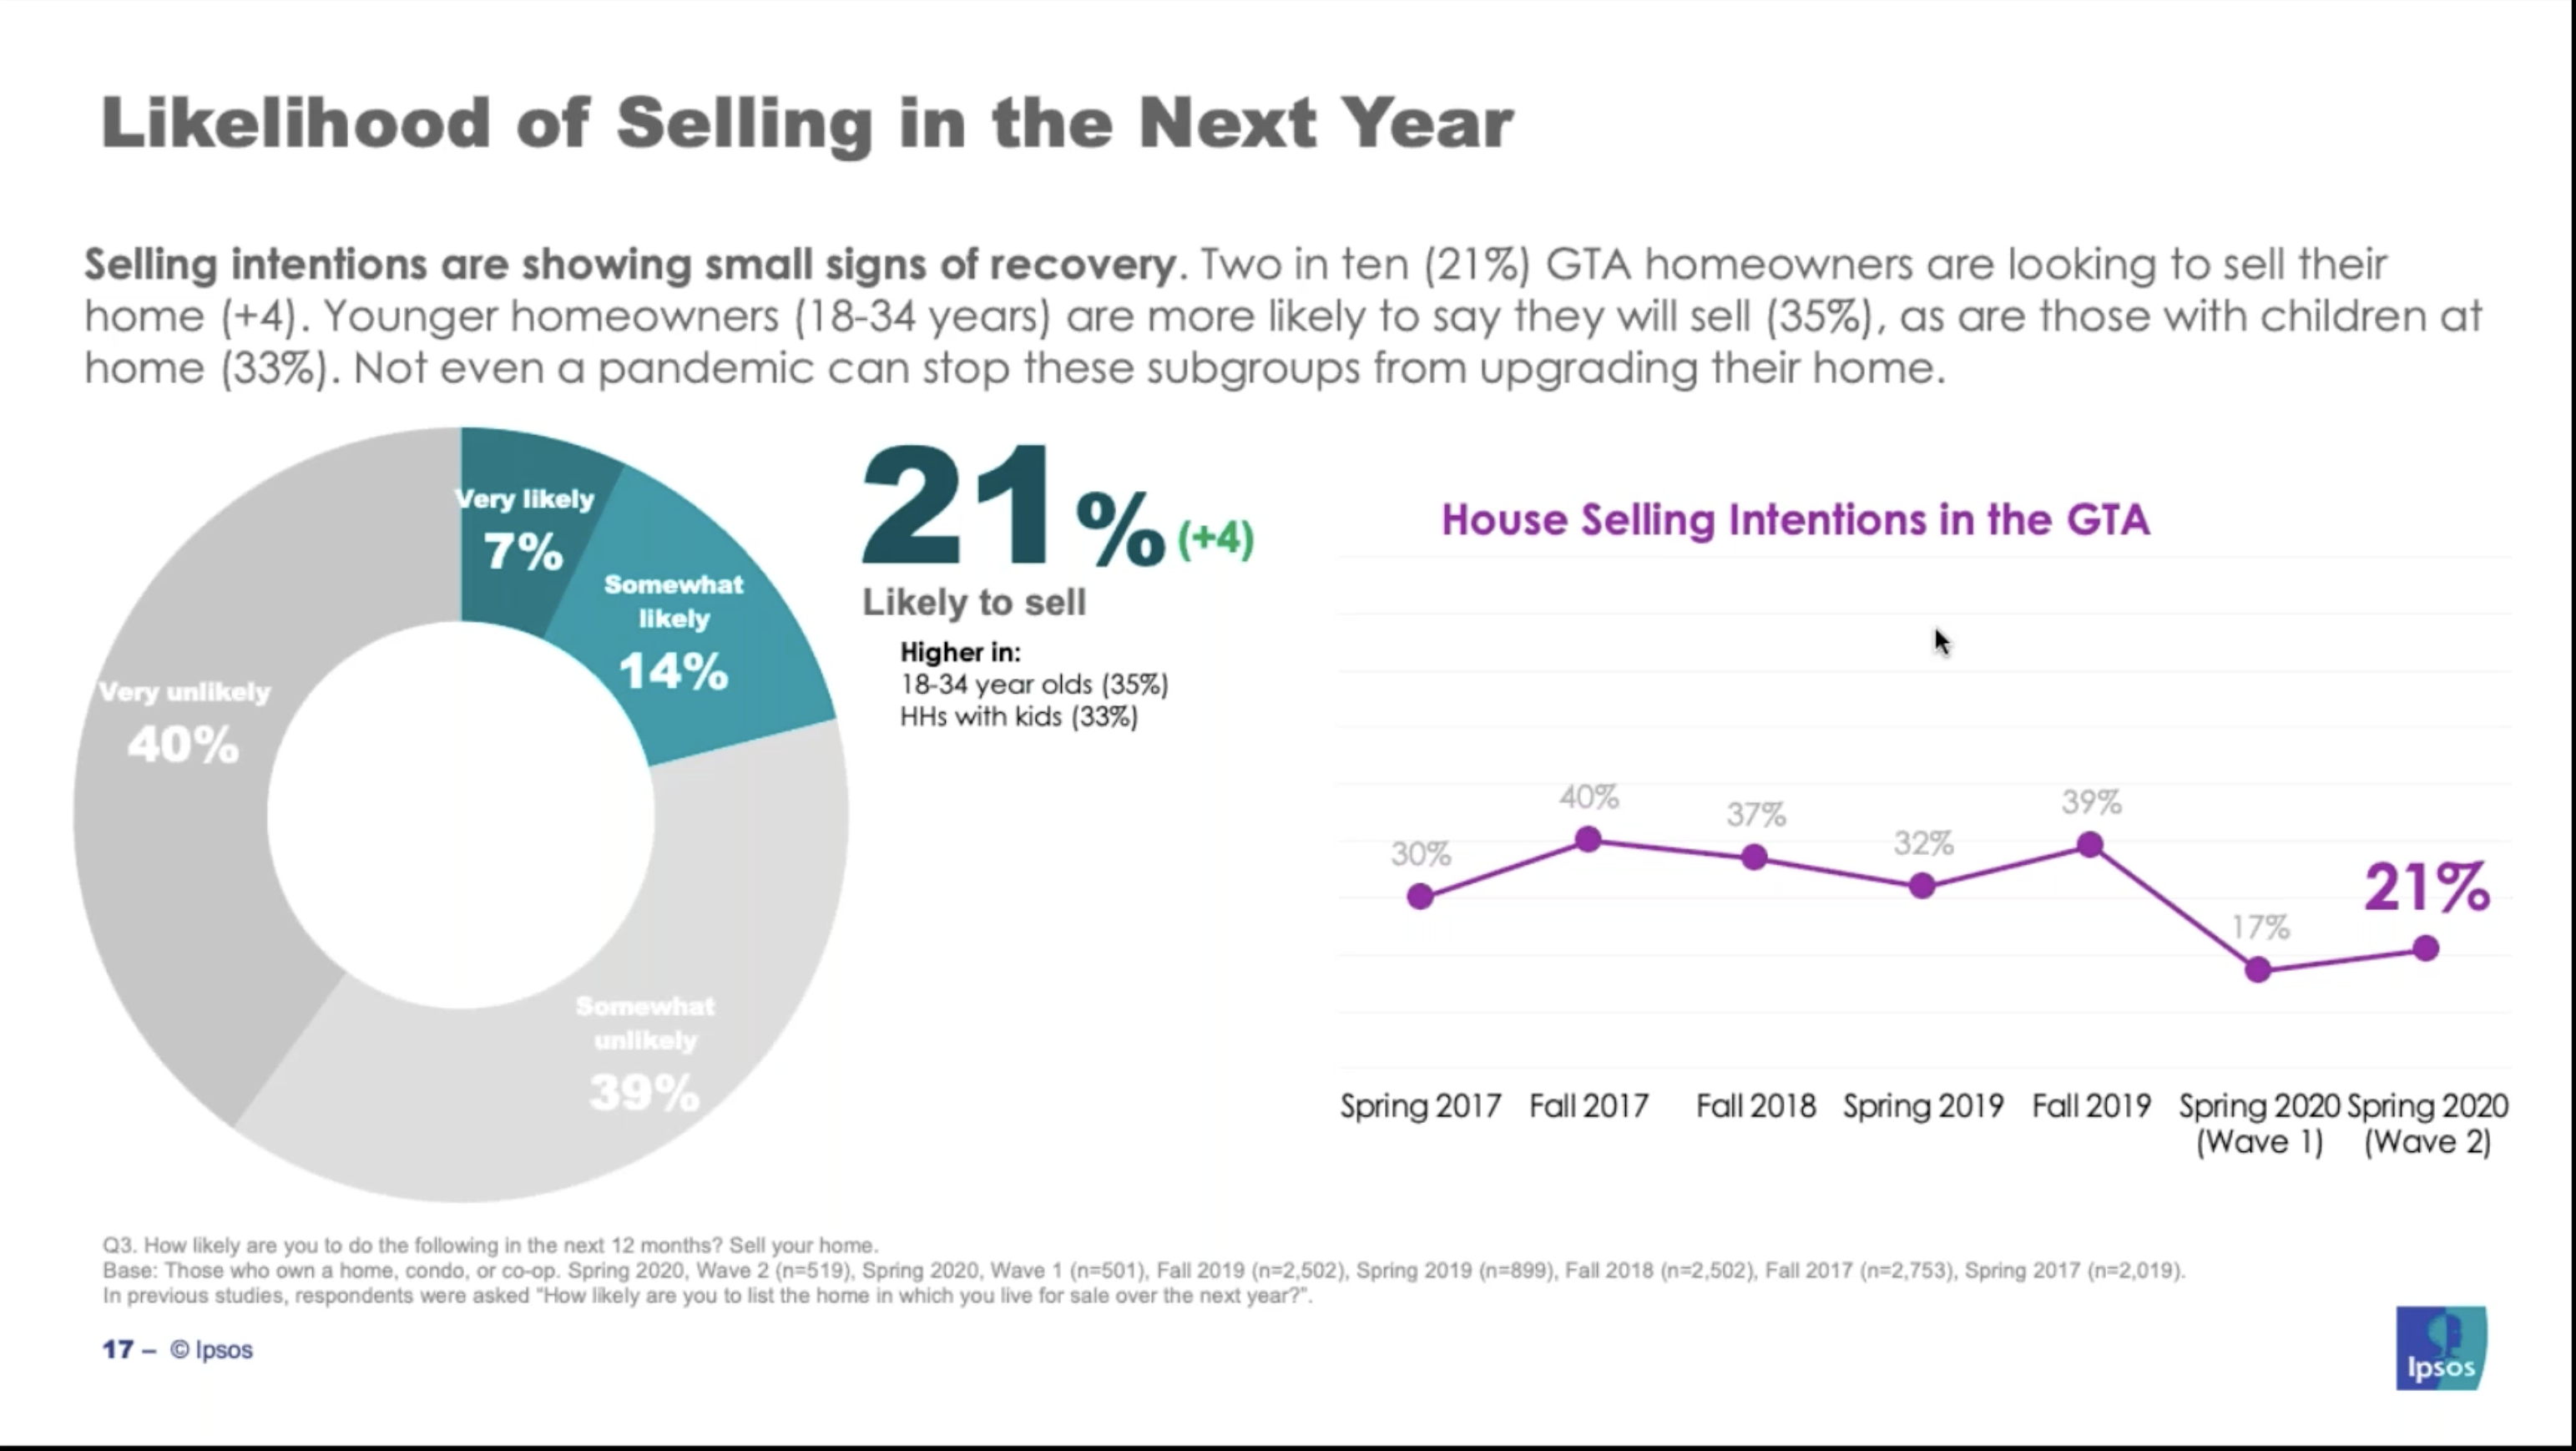 Likelihood of Selling in the Next Year
Selling intentions are showing small signs of recovery. Two in ten (21%) GTA homeowners are looking to sell their
home (+4). Younger homeowners (18-34 years) are more likely to say they will sell (35%), as are those with children at
home (33%). Not even a pandemic can stop these subgroups from upgrading their home.
Very likely
7%
Somewhat
likely
14%
Very unlikely
40%
Somewhat
unlikely
39%
21% (+4)
Likely to sell
Higher in:
18-34 year olds (35%)
HHs with kids (33%)
House Selling Intentions in the GTA
30%
40%
37%
32%
39%
17%
21%
Spring 2017
Fall 2017
Fall 2018
Spring 2019
Fall 2019
Spring 2020
(Wave 1)
Spring 2020
(Wave 2)
Q3. How likely are you to do the following in the next 12 months? Sell your home.
Base: Those who own a home, condo, or co-op. Spring 2020, Wave 2 (n=519), Spring 2020, Wave 1 (n=501), Fall 2019 (n=2,502), Spring 2019 (n=899), Fall 2018 (n=2,502), Fall 2017 (n=2,753), Spring 2017 (n=2,019).
In previous studies, respondents were asked “How likely are you to list the home in which you live for sale over the next year?”.
17 – © Ipsos
Ipsos